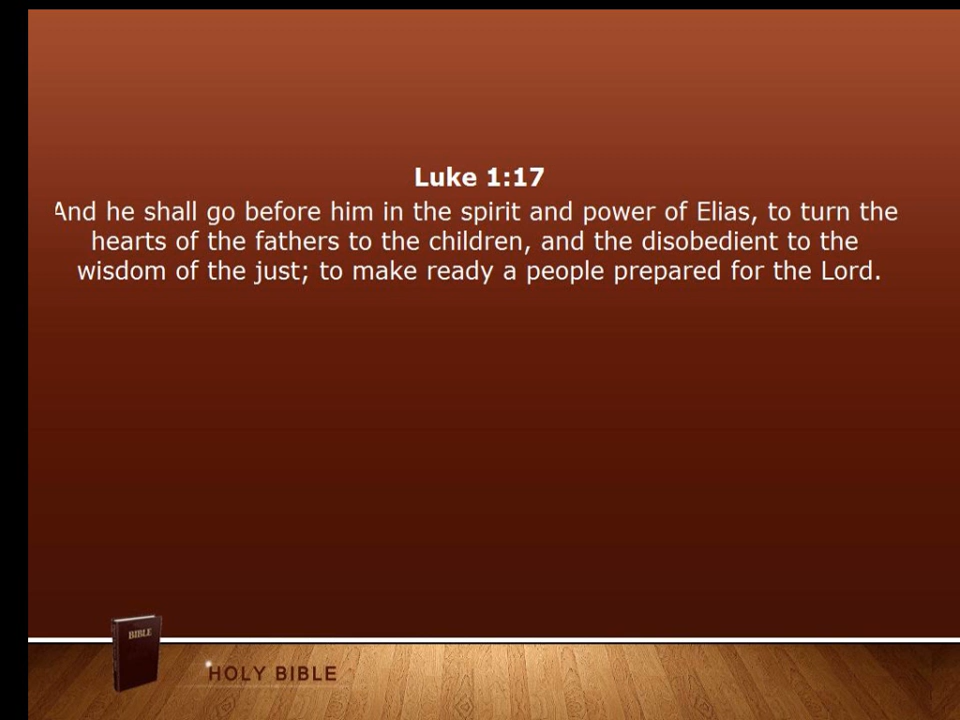 Luke 1:17
And he shall go before him in the spirit and power of Elias, to turn the
hearts of the fathers to the children, and the disobedient to the
wisdom of the just; to make ready a people prepared for the Lord.
BIBLE
HOLY BIBLE